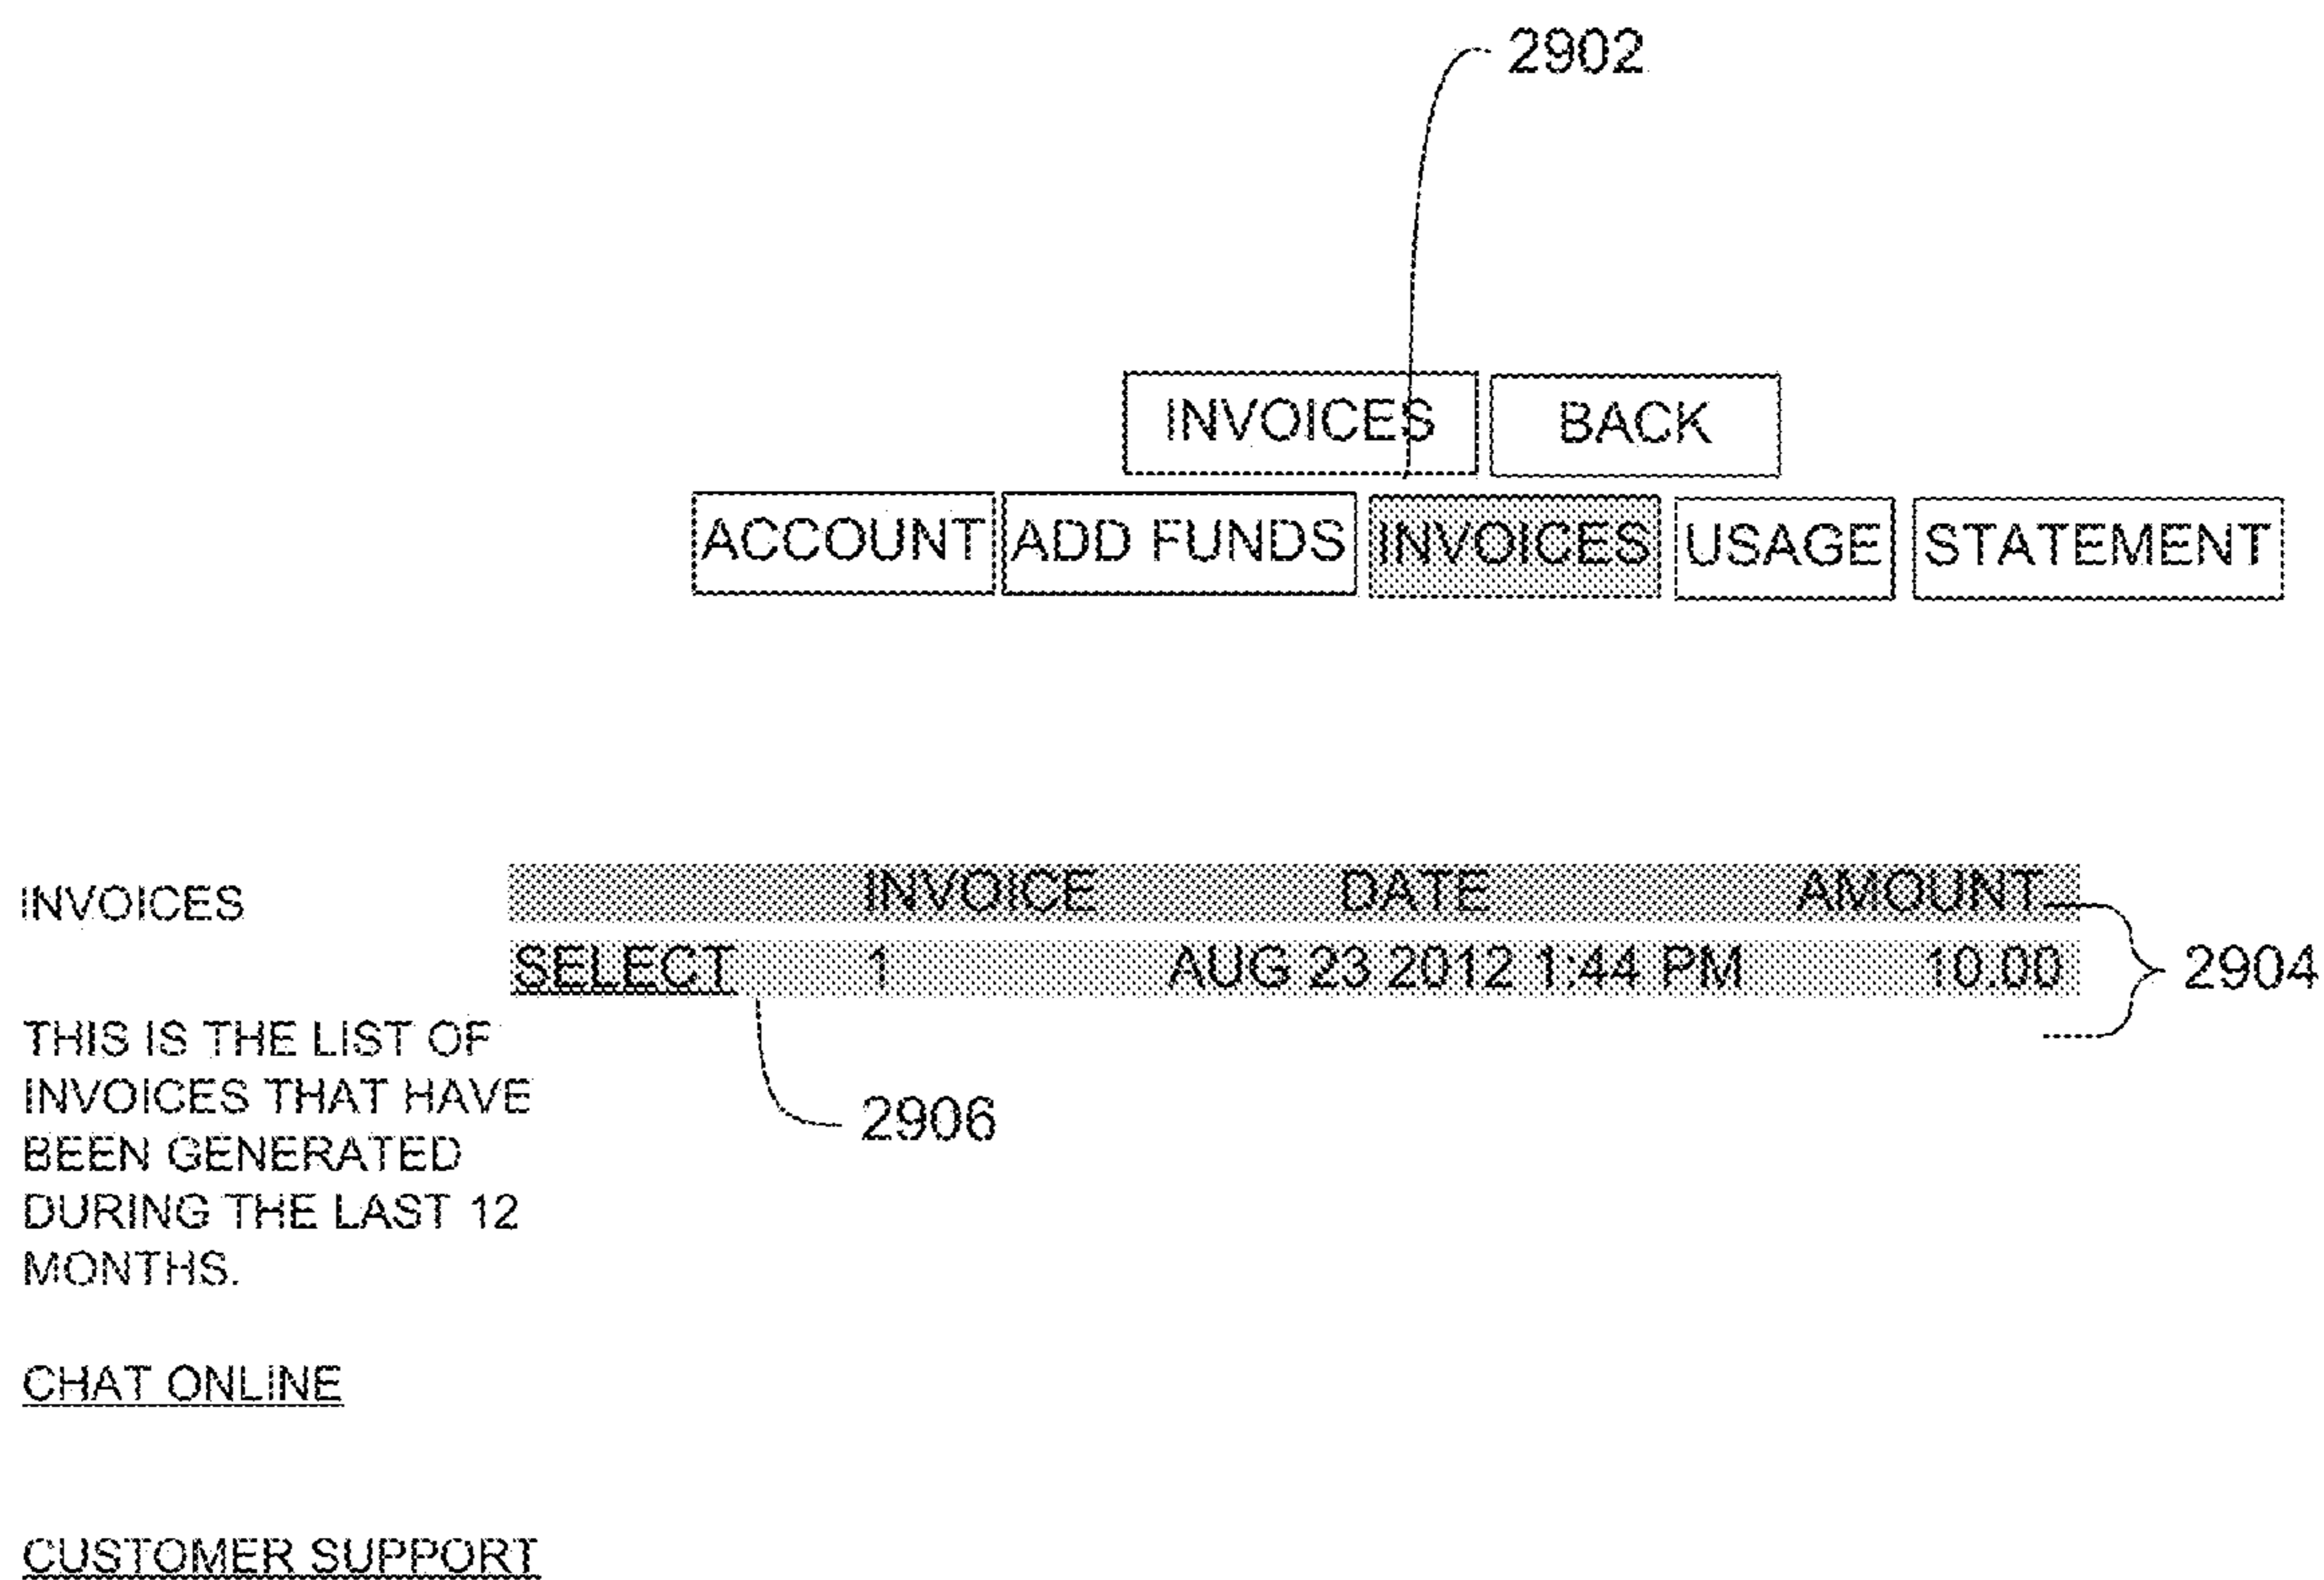 2902
INVOICES BACK
ACCOUNT ADD FUNDS INVOICES USAGE STATEMENT
INVOICES
INVOICE DATE AMOUNT
SELECT 1 AUG 23 2012 1:44 PM 10.00
2904
2906
THIS IS THE LIST OF
INVOICES THAT HAVE
BEEN GENERATED
DURING THE LAST 12
MONTHS.
CHAT ONLINE
CUSTOMER SUPPORT